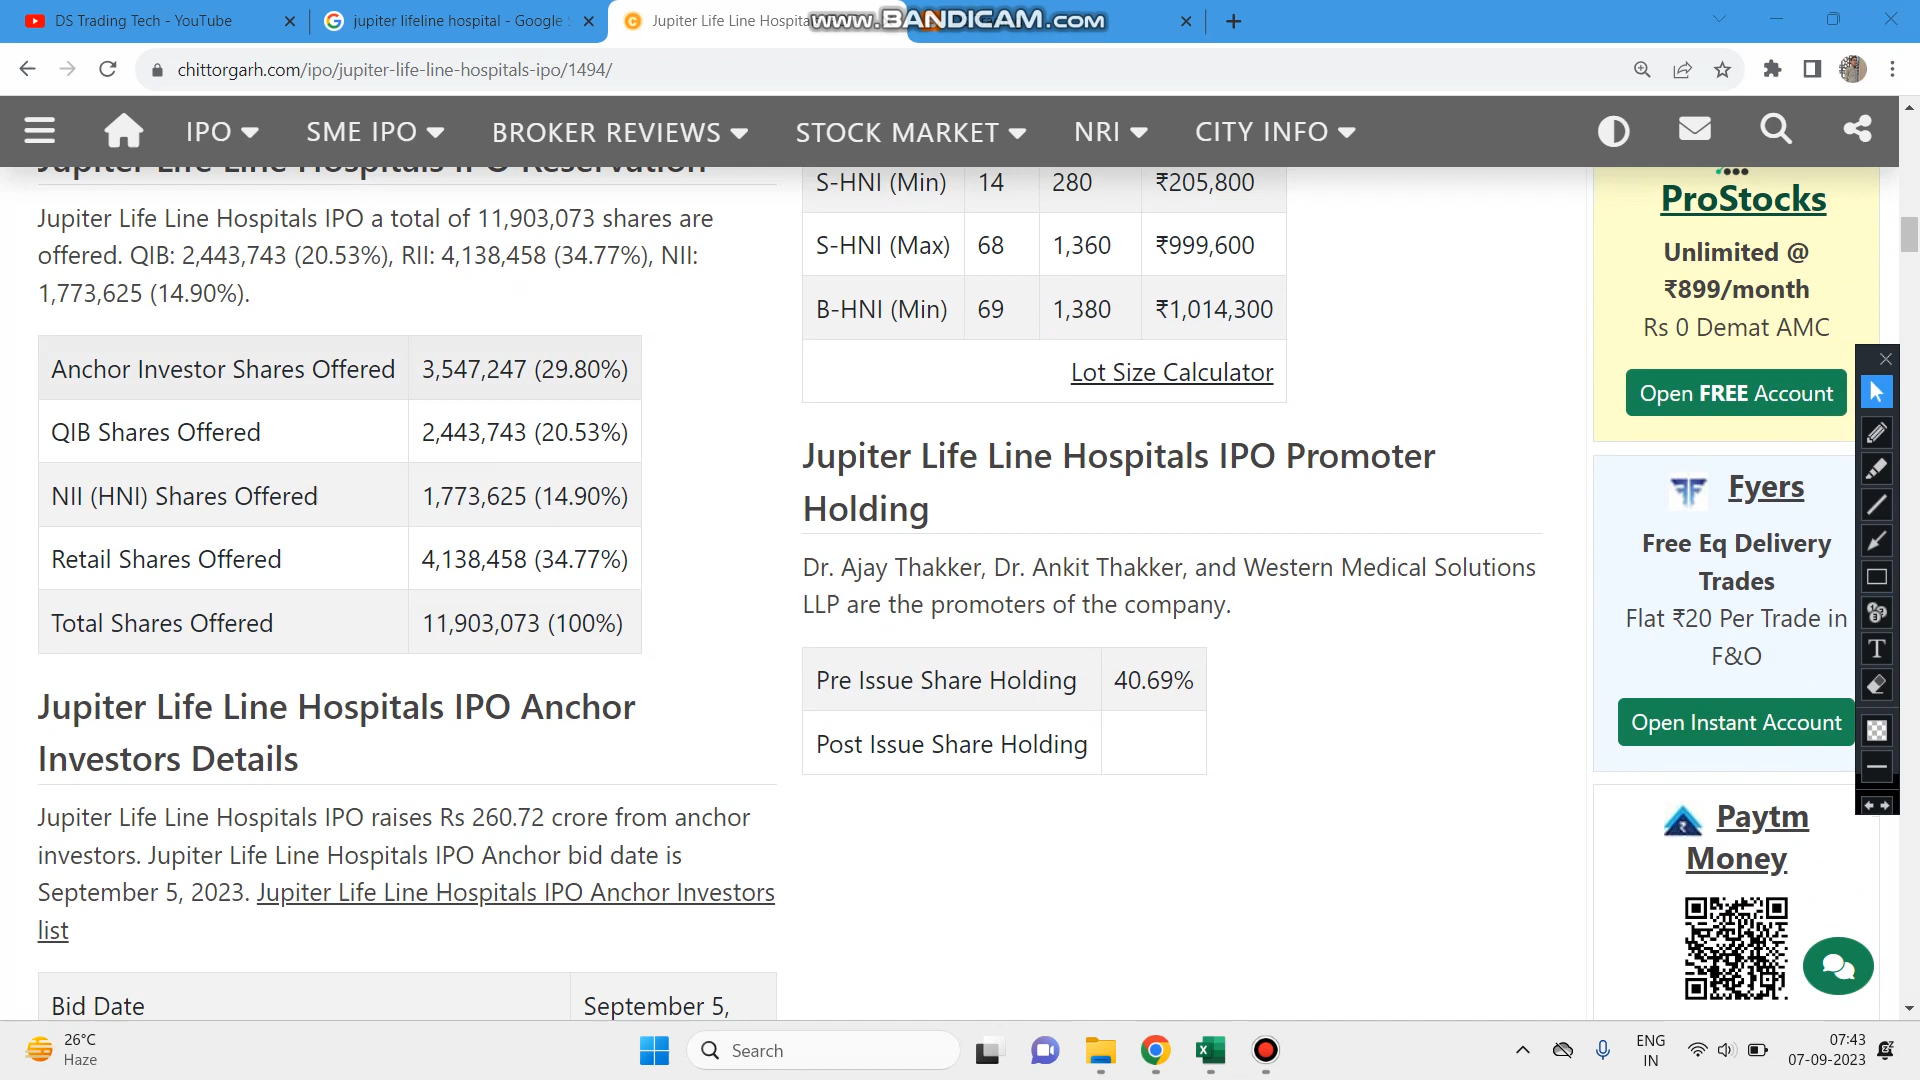 DS Trading Tech - YouTube
jupiter lifeline hospital - Google
Jupiter Life Line Hospita
www.BANDICAM.com
chittorgarh.com/ipo/jupiter-life-line-hospitals-ipo/1494/
IPO
SME IPO
BROKER REVIEWS
STOCK MARKET
NRI
CITY INFO
Jupiter Life Line Hospitals IPO Reservation
Jupiter Life Line Hospitals IPO a total of 11,903,073 shares are
offered. QIB: 2,443,743 (20.53%), RII: 4,138,458 (34.77%), NII:
1,773,625 (14.90%).
Anchor Investor Shares Offered 3,547,247 (29.80%)
QIB Shares Offered 2,443,743 (20.53%)
NII (HNI) Shares Offered 1,773,625 (14.90%)
Retail Shares Offered 4,138,458 (34.77%)
Total Shares Offered 11,903,073 (100%)
Jupiter Life Line Hospitals IPO Anchor
Investors Details
Jupiter Life Line Hospitals IPO raises Rs 260.72 crore from anchor
investors. Jupiter Life Line Hospitals IPO Anchor bid date is
September 5, 2023. Jupiter Life Line Hospitals IPO Anchor Investors
list
Bid Date September 5,
S-HNI (Min) 14 280 ₹205,800
S-HNI (Max) 68 1,360 ₹999,600
B-HNI (Min) 69 1,380 ₹1,014,300
Lot Size Calculator
Jupiter Life Line Hospitals IPO Promoter
Holding
Dr. Ajay Thakker, Dr. Ankit Thakker, and Western Medical Solutions
LLP are the promoters of the company.
Pre Issue Share Holding 40.69%
Post Issue Share Holding
ProStocks
Unlimited @
₹899/month
Rs 0 Demat AMC
Open FREE Account
Fyers
Free Eq Delivery
Trades
Flat ₹20 Per Trade in
F&O
Open Instant Account
Paytm
Money
T
26°C
Haze
Search
ENG
IN
07:43
07-09-2023